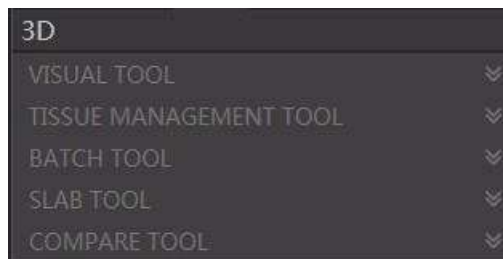 3D
VISUAL TOOL
TISSUE MANAGEMENT TOOL
BATCH TOOL
SLAB TOOL
COMPARE TOOL